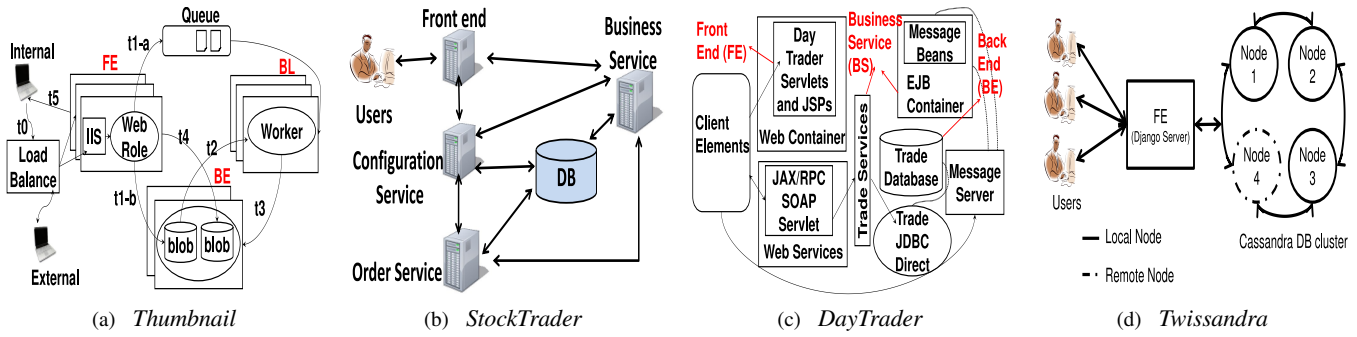 Queue
t1-a
Internal
FE
BL
t5
t0
IIS
Web
Role
t4
Worker
t2
Load
Balance
BE
t1-b
t3
blob
blob
External
(a) Thumbnail
Front end
Business
Service
Users
Configuration
Service
DB
Order Service
(b) StockTrader
Front
End (FE)
Day
Trader
Servlets
and JSPs
Web Container
Business
Service
(BS)
Message
Beans
EJB
Container
Back
End
(BE)
Client
Elements
Trade Services
Trade
Database
Message
Server
JAX/RPC
SOAP
Servlet
Web Services
Trade
JDBC
Direct
(c) DayTrader
Users
FE
(Django Server)
Node
1
Node
2
Node
4
Node
3
Cassandra DB cluster
Local Node
Remote Node
(d) Twissandra